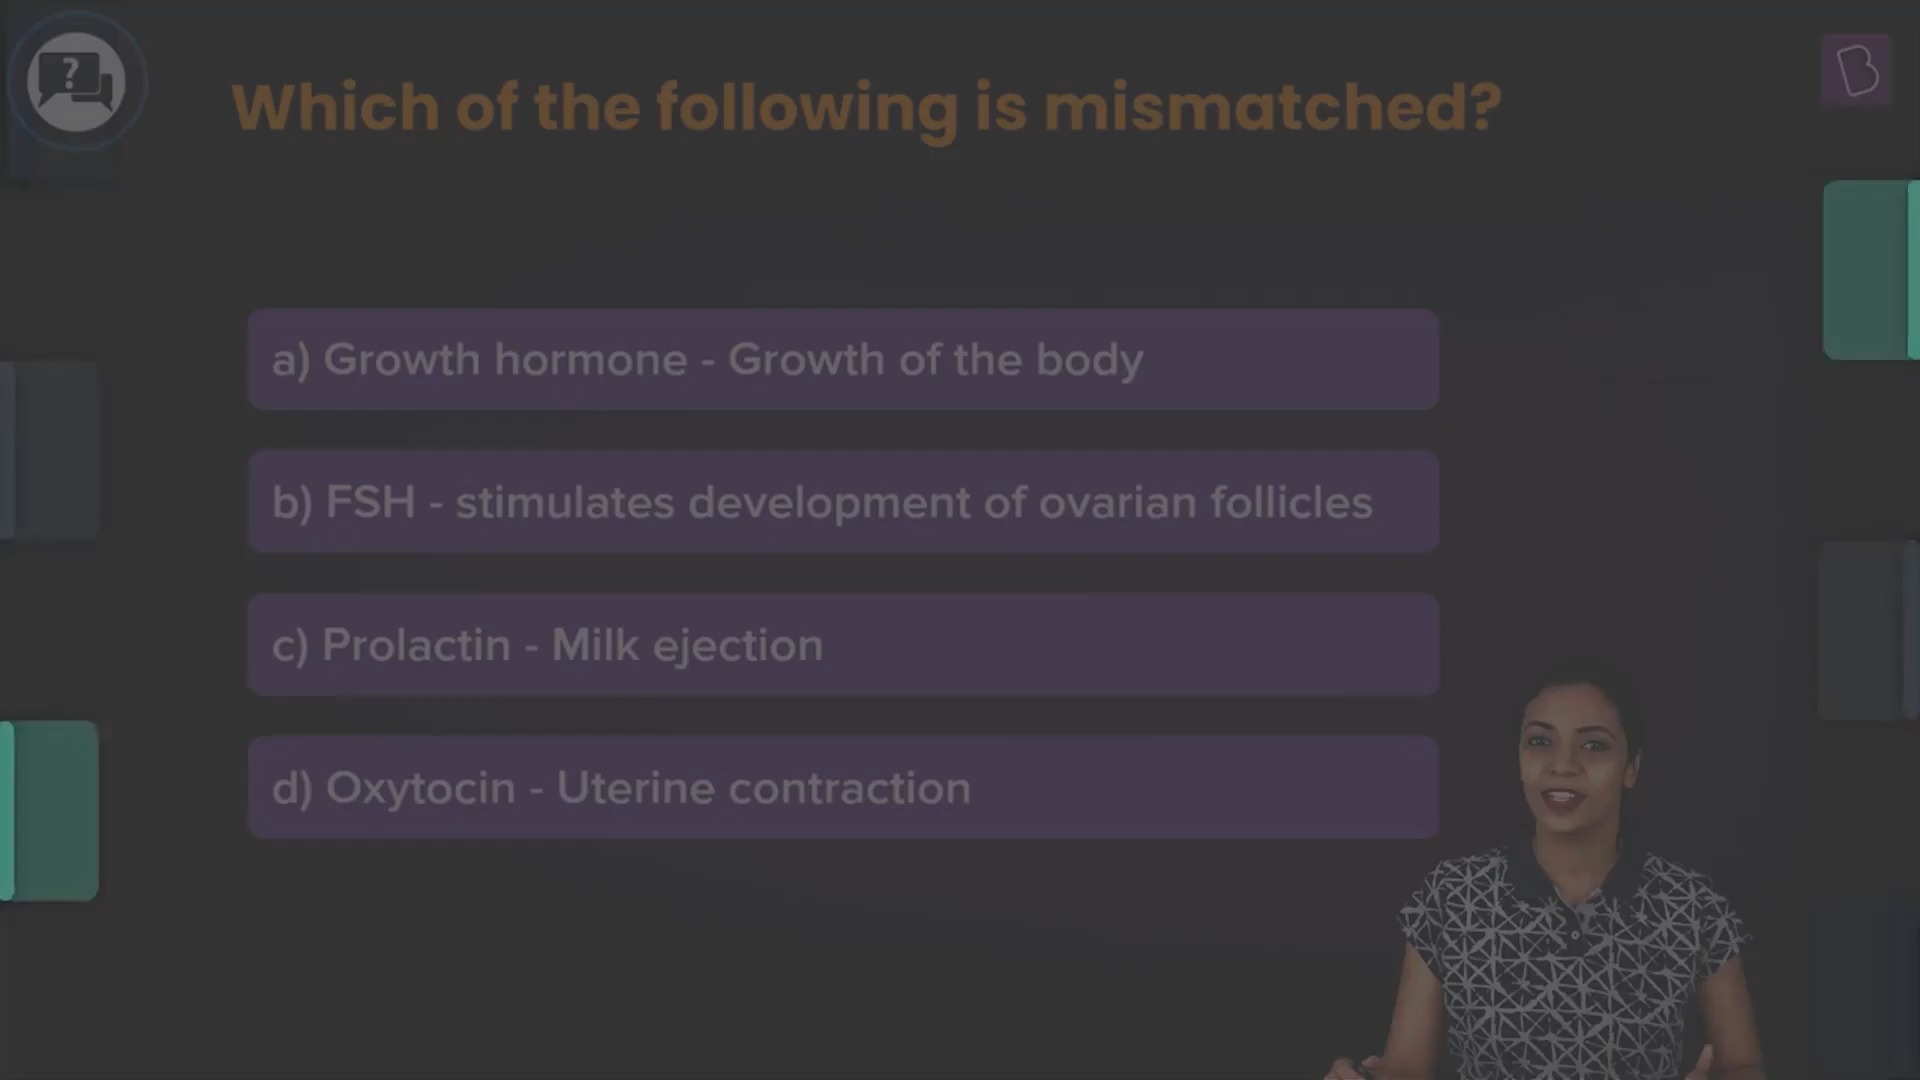 ?
Which of the following is mismatched?
B
a) Growth hormone - Growth of the body
b) FSH - stimulates development of ovarian follicles
c) Prolactin - Milk ejection
d) Oxytocin - Uterine contraction